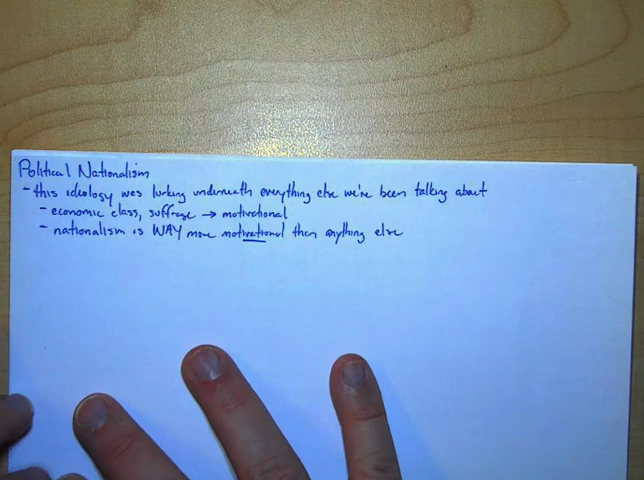 Political Nationalism
- this ideology was lurking underneath everything else we've been talking about
- economic class, suffrage → motivational
- nationalism is WAY more motivational than anything else